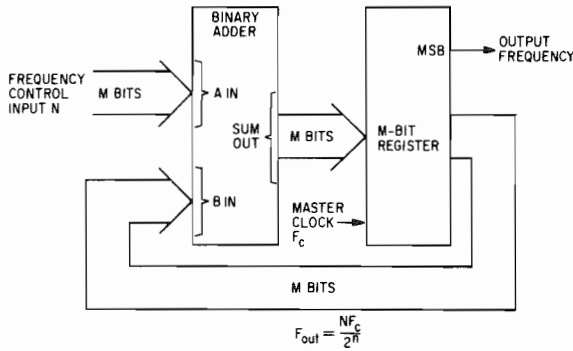 BINARY
ADDER
FREQUENCY
CONTROL
INPUT N
M BITS
A IN
SUM
OUT
M BITS
B IN
MSB
OUTPUT
FREQUENCY
M-BIT
REGISTER
MASTER
CLOCK
Fc
M BITS
Fout = NFc/2^n